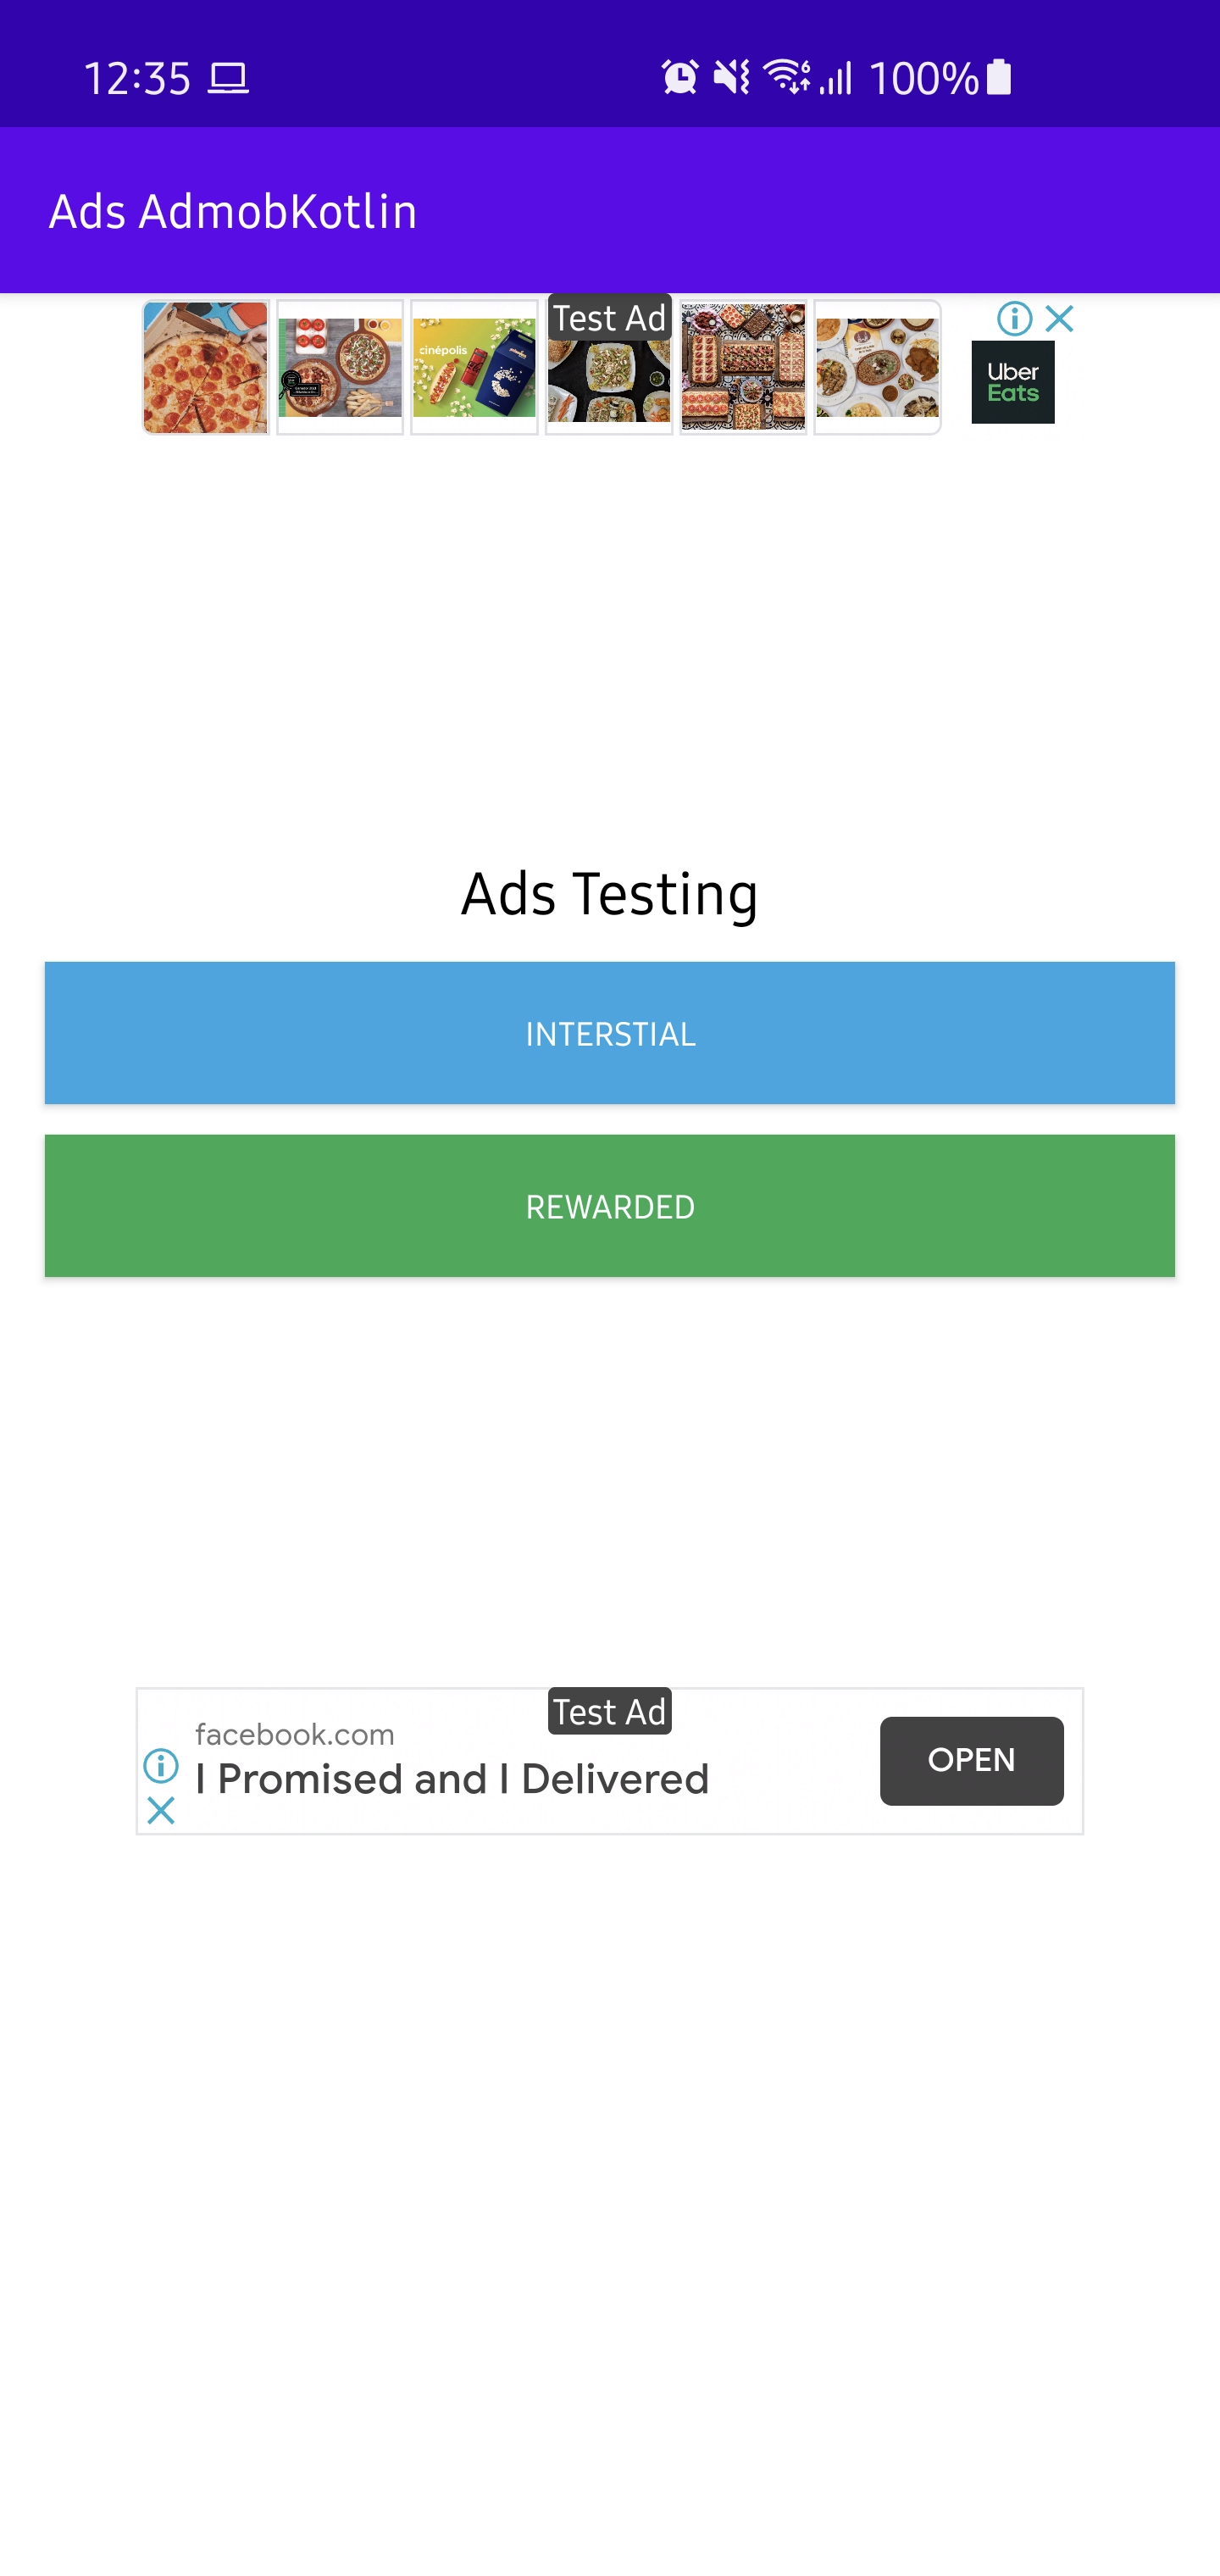 12:35
100%
Ads AdmobKotlin
Test Ad
cinépolis
Uber
Eats
Ads Testing
INTERSTIAL
REWARDED
Test Ad
facebook.com
I Promised and I Delivered
OPEN